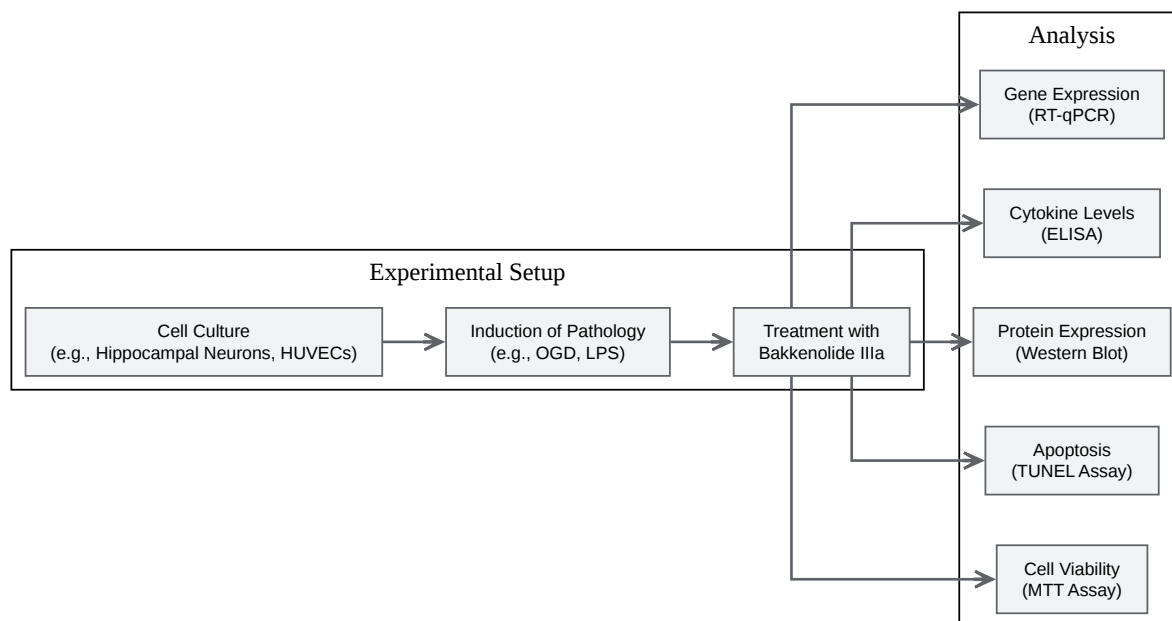 Analysis
Gene Expression
(RT-qPCR)
Cytokine Levels
(ELISA)
Experimental Setup
Cell Culture
(e.g., Hippocampal Neurons, HUVECs)
Induction of Pathology
(e.g., OGD, LPS)
Treatment with
Bakkenolide IIIa
Protein Expression
(Western Blot)
Apoptosis
(TUNEL Assay)
Cell Viability
(MTT Assay)